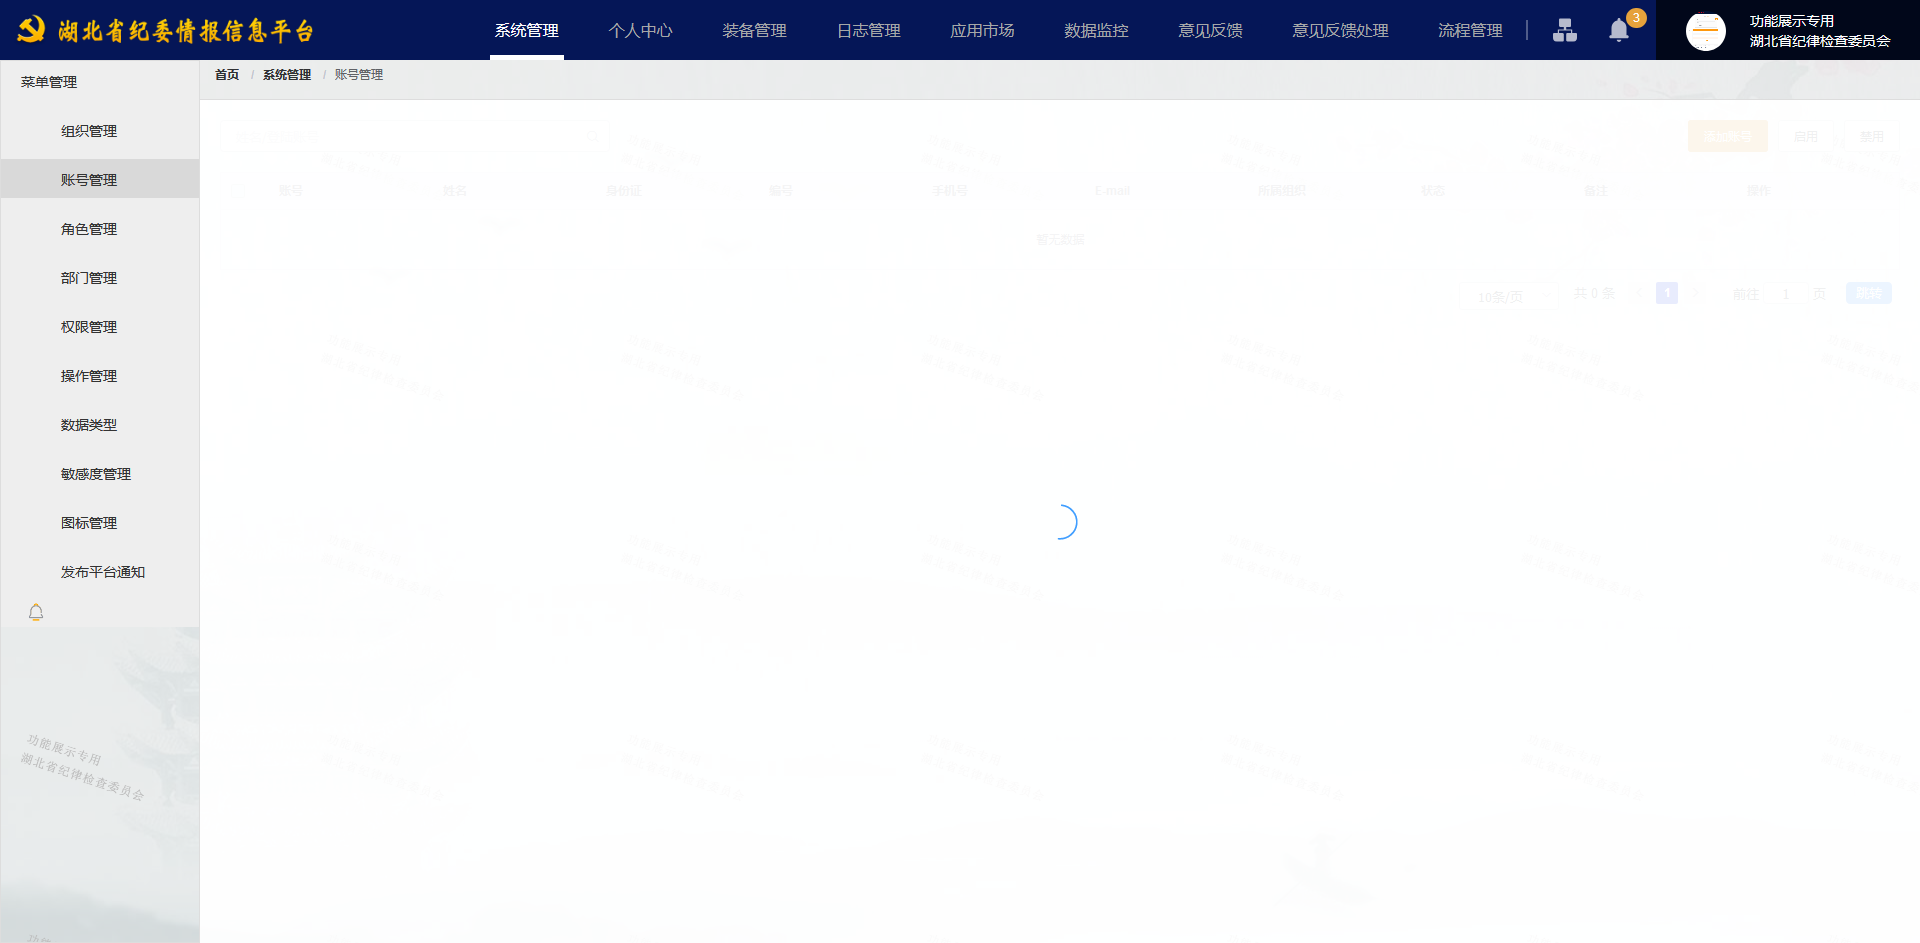 湖北省纪委情报信息平台
系统管理 个人中心 装备管理 日志管理 应用市场 数据监控 意见反馈 意见反馈处理 流程管理
3
功能展示专用
湖北省纪律检查委员会
首页 / 系统管理 / 账号管理
菜单管理
组织管理
账号管理
角色管理
部门管理
权限管理
操作管理
数据类型
敏感度管理
图标管理
发布平台通知
添加账号 启用 禁用
账号 姓名 身份证 编号 手机号 E-mail 所属组织 状态 备注 操作
暂无数据
10条/页 共 0 条 1 前往 1 页 跳转
功能展示专用
湖北省纪律检查委员会